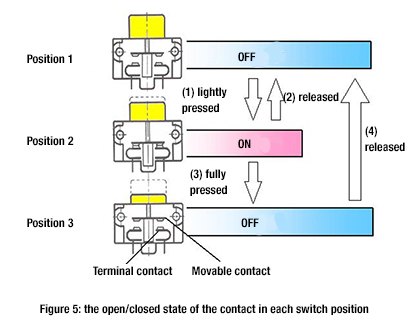 Position 1
OFF
(1) lightly
pressed
(2) released
Position 2
ON
(4)
released
(3) fully
pressed
Position 3
OFF
Terminal contact
Movable contact
Figure 5: the open/closed state of the contact in each switch position